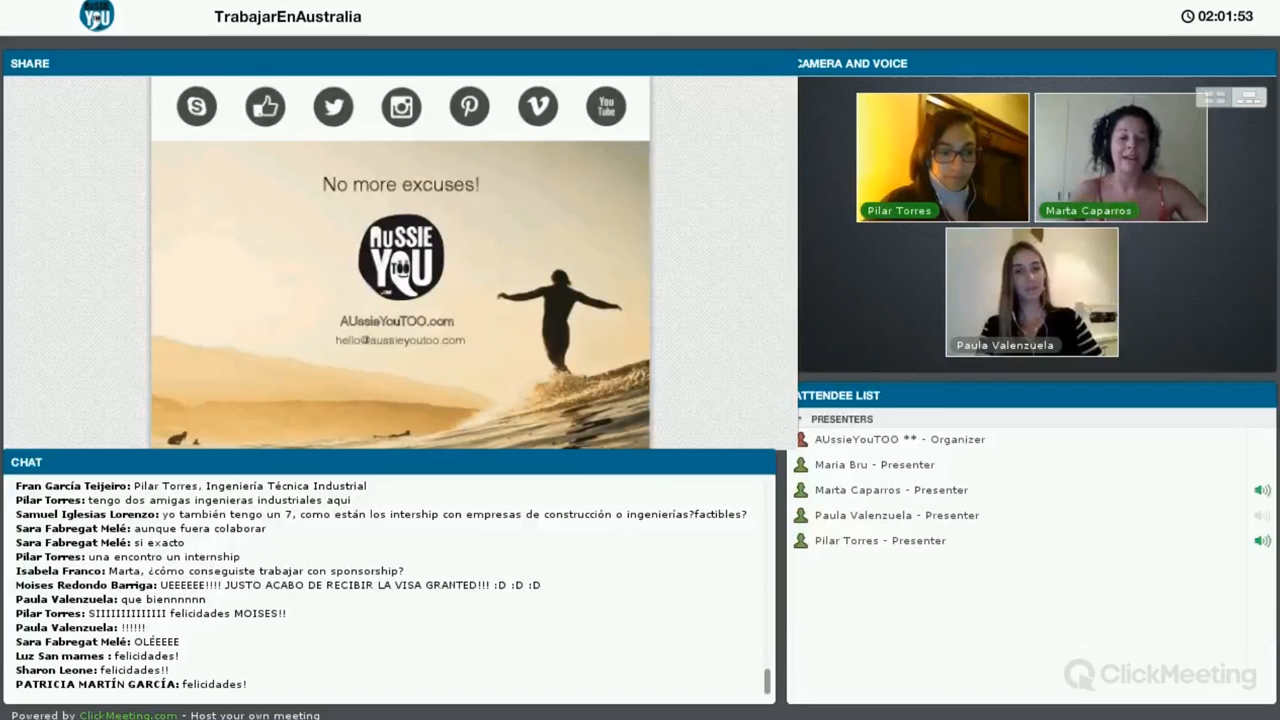 AUSSIE
YOU
TrabajarEnAustralia
02:01:53
SHARE
You
Tube
No more excuses!
AUSSIE
YOU
TOO
AUssieYouTOO.com
hello@aussieyoutoo.com
CAMERA AND VOICE
Pilar Torres
Marta Caparros
Paula Valenzuela
ATTENDEE LIST
PRESENTERS
AUssieYouTOO ** - Organizer
Maria Bru - Presenter
Marta Caparros - Presenter
Paula Valenzuela - Presenter
Pilar Torres - Presenter
CHAT
Fran García Teijeiro: Pilar Torres, Ingeniería Técnica Industrial
Pilar Torres: tengo dos amigas ingenieras industriales aqui
Samuel Iglesias Lorenzo: yo también tengo un 7, como están los intership con empresas de construcción o ingenierías?factibles?
Sara Fabregat Melé: aunque fuera colaborar
Sara Fabregat Melé: si exacto
Pilar Torres: una encontro un internship
Isabela Franco: Marta, ¿cómo conseguiste trabajar con sponsorship?
Moises Redondo Barriga: UEEEEEE!!!! JUSTO ACABO DE RECIBIR LA VISA GRANTED!!! :D :D :D
Paula Valenzuela: que biennnnnn
Pilar Torres: SIIIIIIIIIIIIII felicidades MOISES!!
Paula Valenzuela: !!!!!!
Sara Fabregat Melé: OLÉEEEE
Luz San mames : felicidades!
Sharon Leone: felicidades!!
PATRICIA MARTÍN GARCÍA: felicidades!
ClickMeeting
Powered by ClickMeeting.com - Host your own meeting